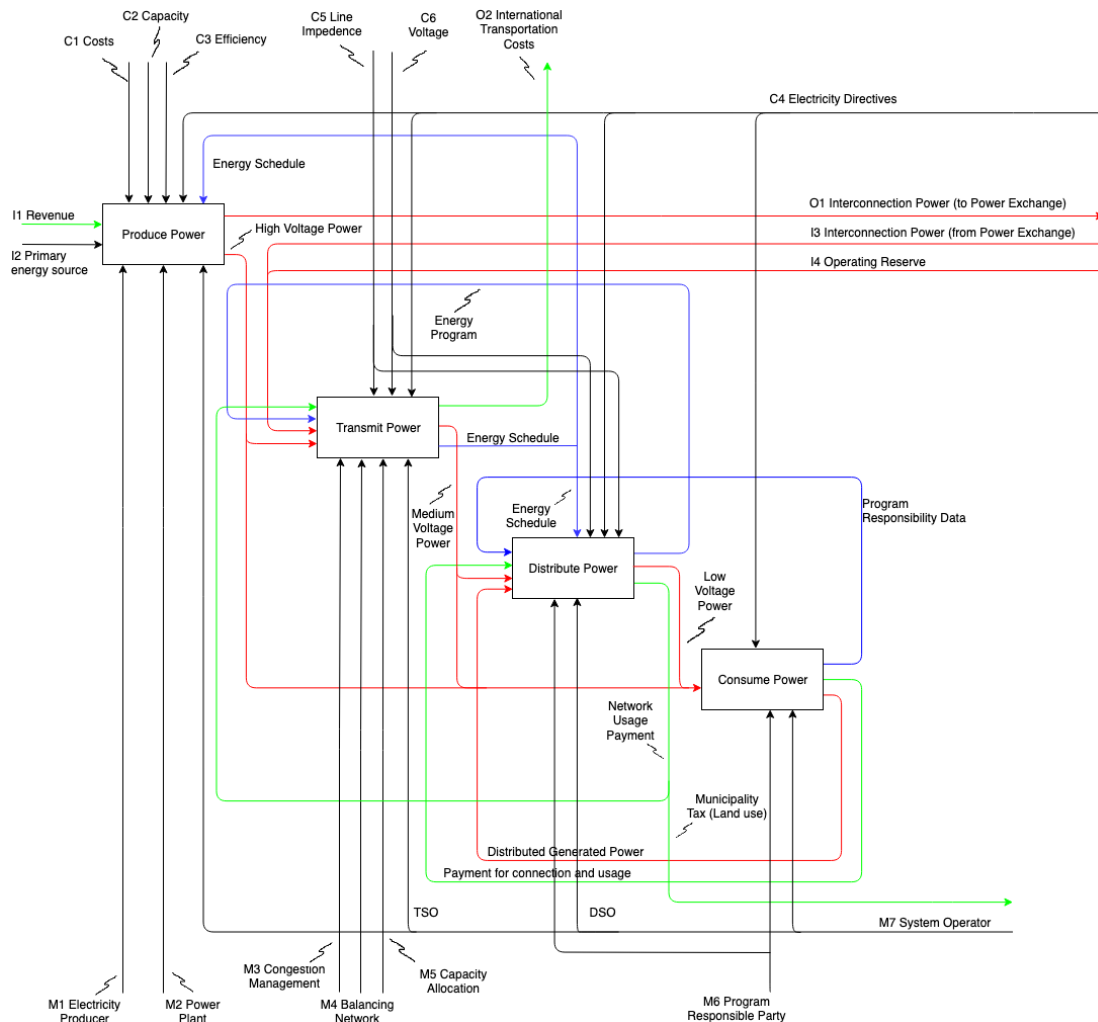 C2 Capacity
C1 Costs
C3 Efficiency
C5 Line
Impedence
C6
Voltage
O2 International
Transportation
Costs
C4 Electricity Directives
Energy Schedule
I1 Revenue
Produce Power
I2 Primary
energy source
High Voltage Power
O1 Interconnection Power (to Power Exchange)
I3 Interconnection Power (from Power Exchange)
I4 Operating Reserve
Energy
Program
Transmit Power
Energy Schedule
Medium
Voltage
Power
Energy
Schedule
Program
Responsibility Data
Distribute Power
Low
Voltage
Power
Consume Power
Network
Usage
Payment
Municipality
Tax (Land use)
Distributed Generated Power
Payment for connection and usage
TSO
DSO
M7 System Operator
M3 Congestion
Management
M5 Capacity
Allocation
M1 Electricity
Producer
M2 Power
Plant
M4 Balancing
Network
M6 Program
Responsible Party